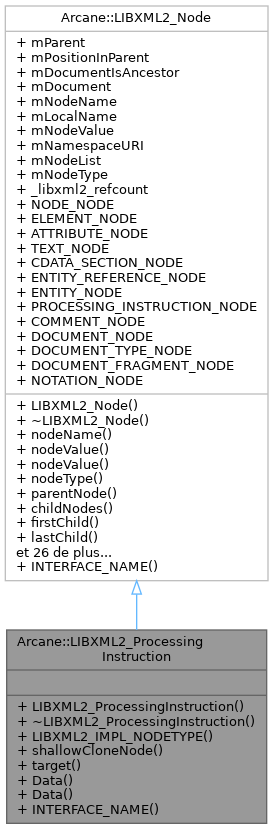 Arcane::LIBXML2_Node
+ mParent
+ mPositionInParent
+ mDocumentIsAncestor
+ mDocument
+ mNodeName
+ mLocalName
+ mNodeValue
+ mNamespaceURI
+ mNodeList
+ mNodeType
+ _libxml2_refcount
+ NODE_NODE
+ ELEMENT_NODE
+ ATTRIBUTE_NODE
+ TEXT_NODE
+ CDATA_SECTION_NODE
+ ENTITY_REFERENCE_NODE
+ ENTITY_NODE
+ PROCESSING_INSTRUCTION_NODE
+ COMMENT_NODE
+ DOCUMENT_NODE
+ DOCUMENT_TYPE_NODE
+ DOCUMENT_FRAGMENT_NODE
+ NOTATION_NODE
+ LIBXML2_Node()
+ ~LIBXML2_Node()
+ nodeName()
+ nodeValue()
+ nodeValue()
+ nodeType()
+ parentNode()
+ childNodes()
+ firstChild()
+ lastChild()
et 26 de plus...
+ INTERFACE_NAME()
Arcane::LIBXML2_Processing
Instruction
+ LIBXML2_ProcessingInstruction()
+ ~LIBXML2_ProcessingInstruction()
+ LIBXML2_IMPL_NODETYPE()
+ shallowCloneNode()
+ target()
+ Data()
+ Data()
+ INTERFACE_NAME()